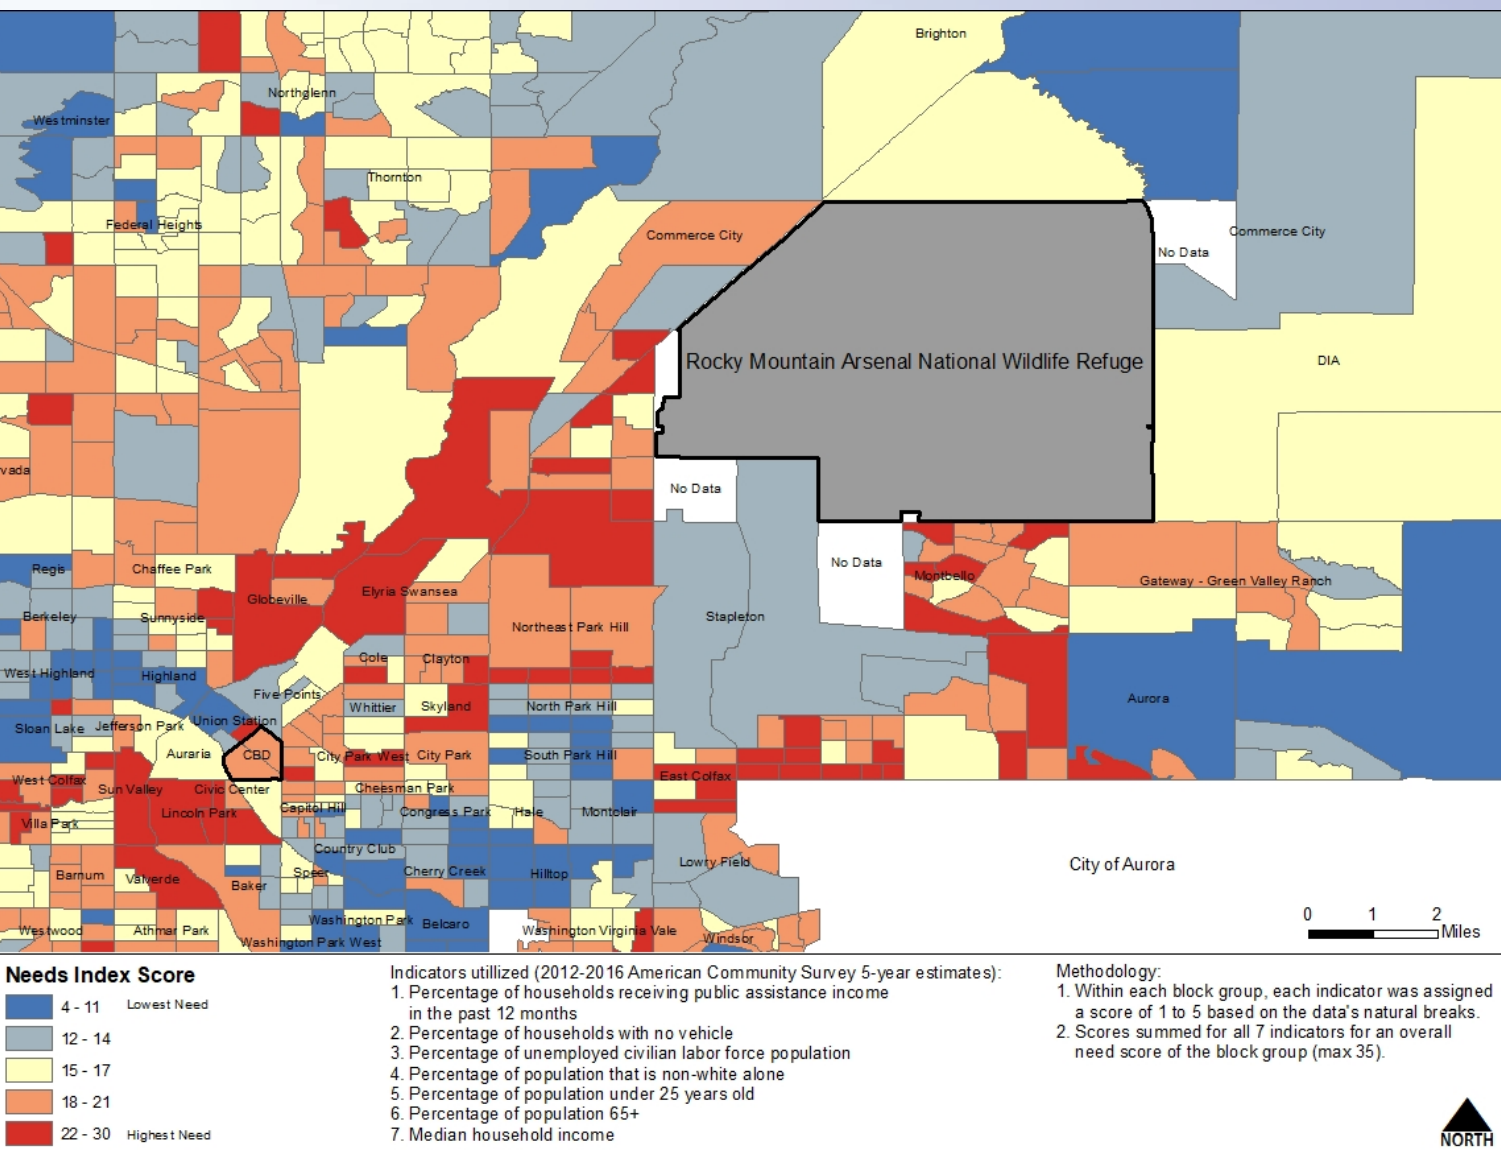 Brighton
Northglenn
Westminster
Thornton
Federal Heights
Commerce City
Commerce City
No Data
Rocky Mountain Arsenal National Wildlife Refuge
DIA
vada
No Data
No Data
Regis
Chaffee Park
Montbello
Gateway - Green Valley Ranch
Globeville
Elyria Swansea
Berkeley
Sunnyside
Stapleton
Northeast Park Hill
Cole
Clayton
West Highland
Highland
Five Points
Whittier
Skyland
North Park Hill
Aurora
Sloan Lake
Jefferson Park
Union Station
Auraria
CBD
City Park West
City Park
South Park Hill
East Colfax
West Colfax
Sun Valley
Civic Center
Cheesman Park
Lincoln Park
Capitol Hill
Congress Park
Hale
Montclair
Villa Park
Country Club
Lowry Field
City of Aurora
Barnum
Valverde
Baker
Speer
Cherry Creek
Hilltop
Washington Park
Belcaro
Westwood
Athmar Park
Washington Park West
Washington Virginia Vale
Windsor
0 1 2
Miles
Needs Index Score
4 - 11 Lowest Need
12 - 14
15 - 17
18 - 21
22 - 30 Highest Need
Indicators utilized (2012-2016 American Community Survey 5-year estimates):
1. Percentage of households receiving public assistance income
in the past 12 months
2. Percentage of households with no vehicle
3. Percentage of unemployed civilian labor force population
4. Percentage of population that is non-white alone
5. Percentage of population under 25 years old
6. Percentage of population 65+
7. Median household income
Methodology:
1. Within each block group, each indicator was assigned
a score of 1 to 5 based on the data's natural breaks.
2. Scores summed for all 7 indicators for an overall
need score of the block group (max 35).
NORTH